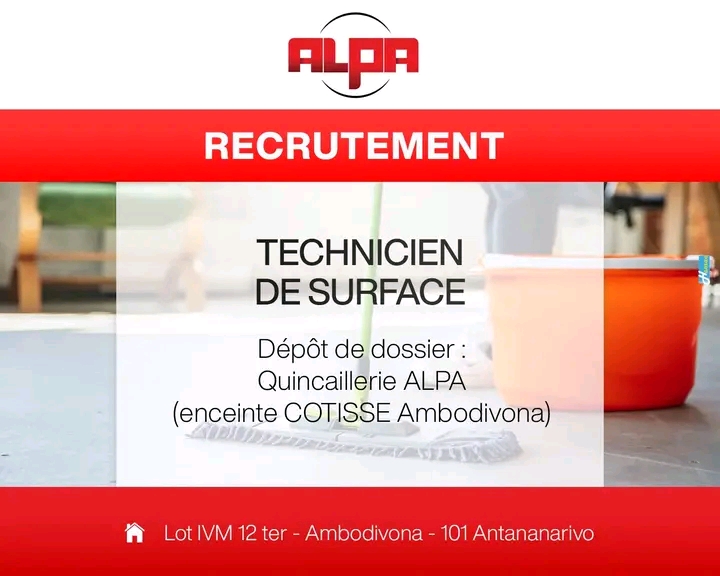 ALPA
RECRUTEMENT
TECHNICIEN
DE SURFACE
Dépôt de dossier :
Quincaillerie ALPA
(enceinte COTISSE Ambodivona)
Lot IVM 12 ter - Ambodivona - 101 Antananarivo